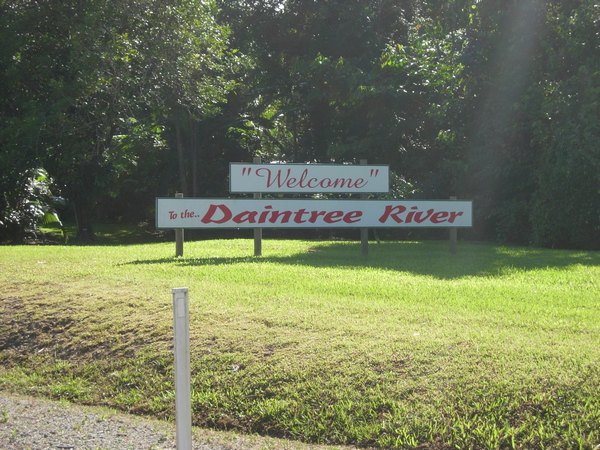 "Welcome"
To the.. Daintree River